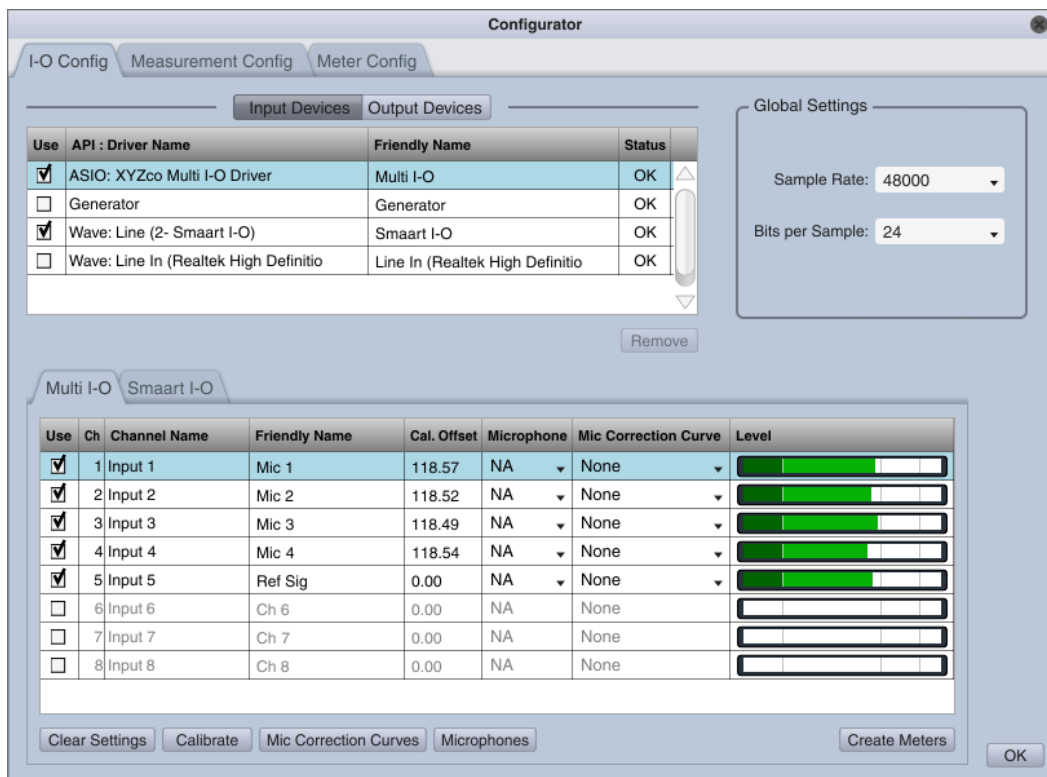 Configurator
I-O Config Measurement Config Meter Config
Input Devices Output Devices
Use API : Driver Name Friendly Name Status
ASIO: XYZco Multi I-O Driver Multi I-O OK
Generator Generator OK
Wave: Line (2- Smaart I-O) Smaart I-O OK
Wave: Line In (Realtek High Definitio Line In (Realtek High Definitio OK
Remove
Global Settings
Sample Rate: 48000
Bits per Sample: 24
Multi I-O Smaart I-O
Use Ch Channel Name Friendly Name Cal. Offset Microphone Mic Correction Curve Level
1 Input 1 Mic 1 118.57 NA None
2 Input 2 Mic 2 118.52 NA None
3 Input 3 Mic 3 118.49 NA None
4 Input 4 Mic 4 118.54 NA None
5 Input 5 Ref Sig 0.00 NA None
6 Input 6 Ch 6 0.00 NA None
7 Input 7 Ch 7 0.00 NA None
8 Input 8 Ch 8 0.00 NA None
Clear Settings Calibrate Mic Correction Curves Microphones Create Meters
OK